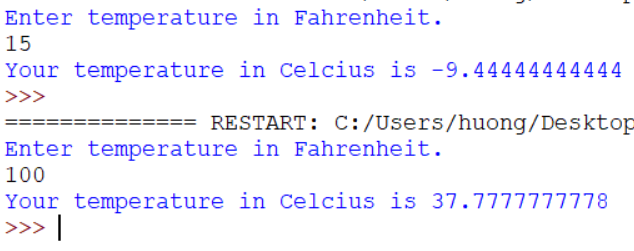 Enter temperature in Fahrenheit.
15
Your temperature in Celcius is -9.44444444444
>>>
============== RESTART: C:/Users/huong/Desktop
Enter temperature in Fahrenheit.
100
Your temperature in Celcius is 37.7777777778
>>>